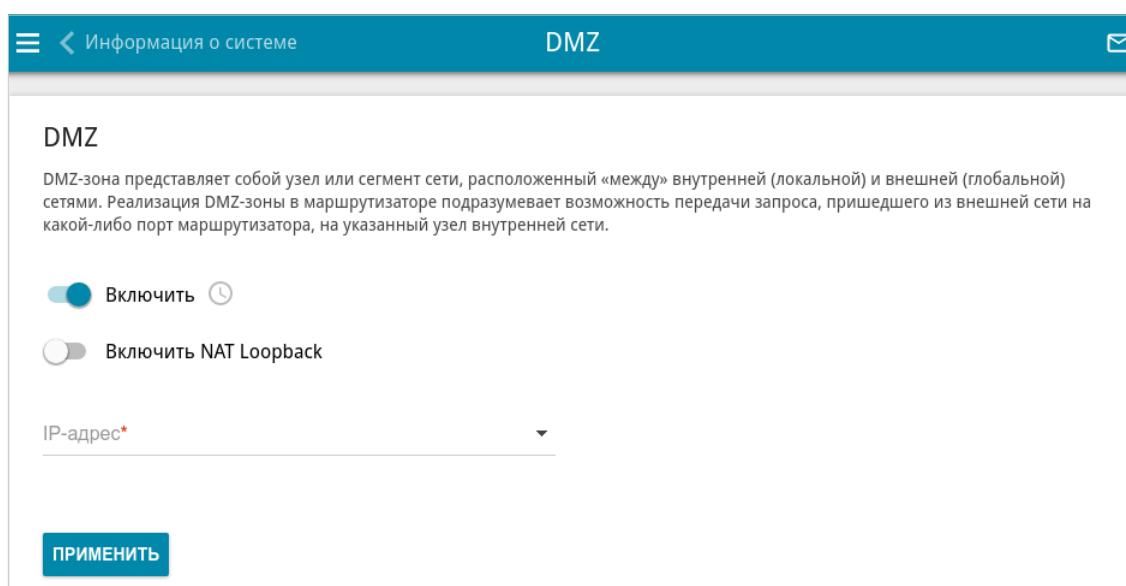 Информация о системе
DMZ
DMZ
DMZ-зона представляет собой узел или сегмент сети, расположенный «между» внутренней (локальной) и внешней (глобальной)
сетями. Реализация DMZ-зоны в маршрутизаторе подразумевает возможность передачи запроса, пришедшего из внешней сети на
какой-либо порт маршрутизатора, на указанный узел внутренней сети.
Включить
Включить NAT Loopback
IP-адрес*
ПРИМЕНИТЬ